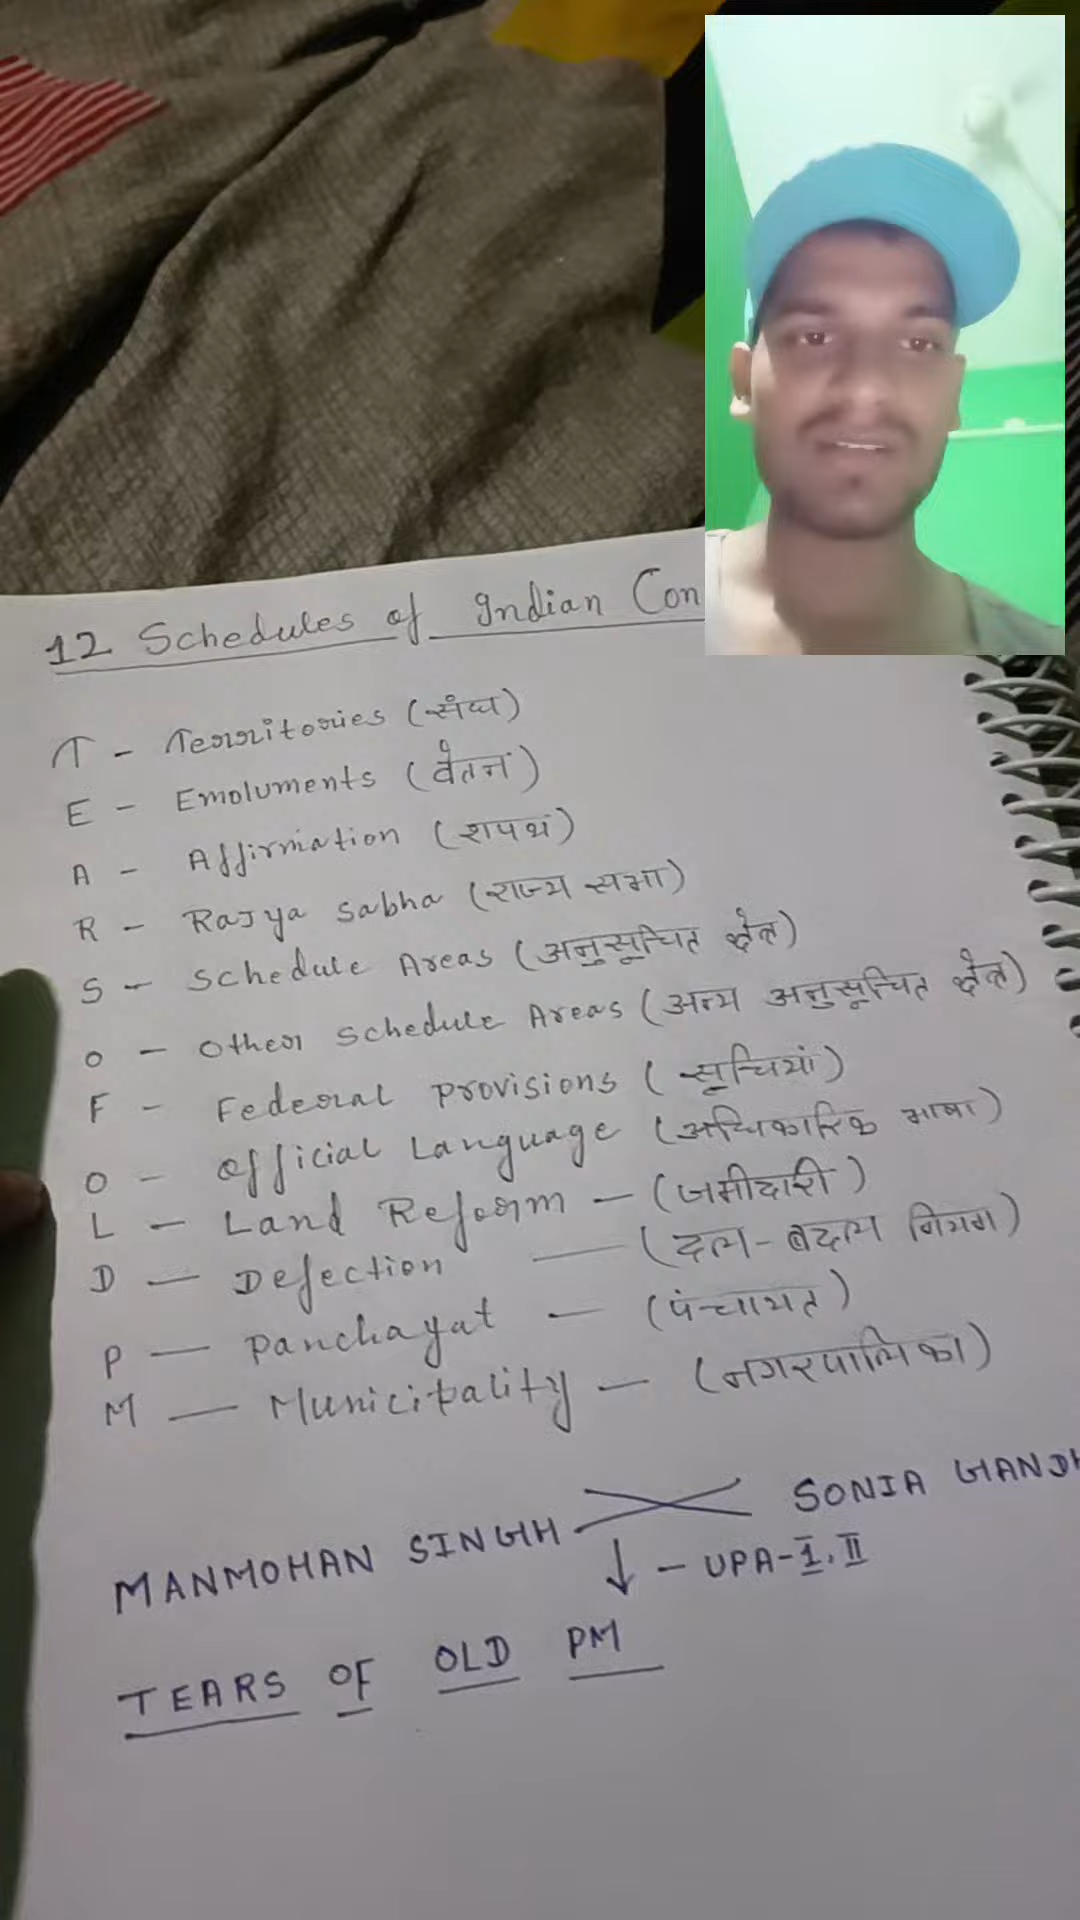 12 Schedules of Indian Con
T - Territories (संघ)
E - Emoluments (वेतन)
A - Affirmation (शपथ)
R - Rajya Sabha (राज्य सभा)
S - Schedule Areas (अनुसूचित क्षेत्र)
O - Other Schedule Areas (अन्य अनुसूचित क्षेत्र)
F - Federal Provisions (सूचियां)
O - Official Language (अधिकारिक भाषा)
L - Land Reform - (जमीदारी)
D - Defection - (दल-बदल नियम)
P - Panchayat - (पंचायत)
M - Municipality - (नगरपालिका)
MANMOHAN SINGH SONIA GANDH
↓ - UPA-I, II
TEARS OF OLD PM